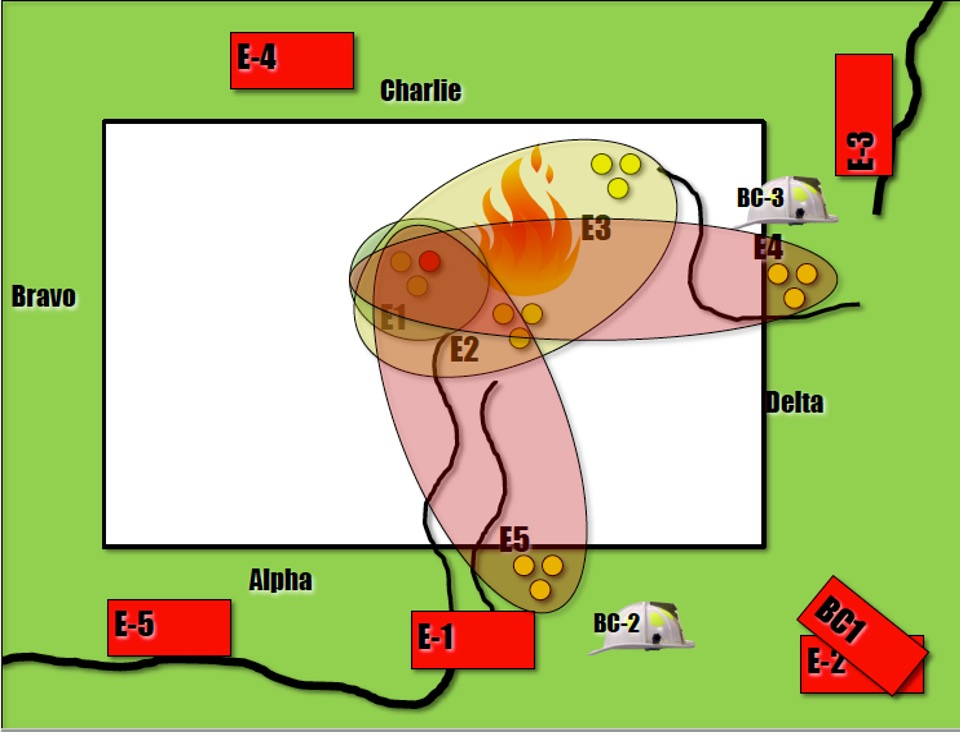 E-4
Charlie
E-3
BC-3
E3
E4
Bravo
E1
E2
Delta
E5
Alpha
E-5
E-1
BC-2
BC1
E-2